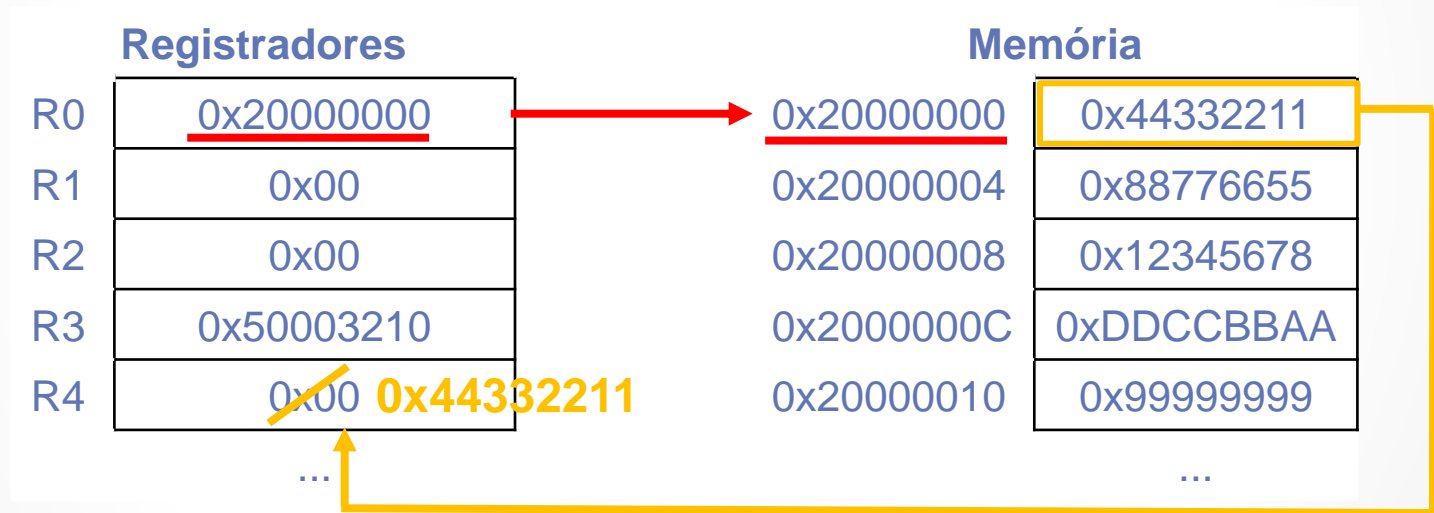 Registradores Memória
R0 0x20000000 0x20000000 0x44332211
R1 0x00 0x20000004 0x88776655
R2 0x00 0x20000008 0x12345678
R3 0x50003210 0x2000000C 0xDDCCBBAA
R4 0x00 0x44332211 0x20000010 0x99999999
... ...